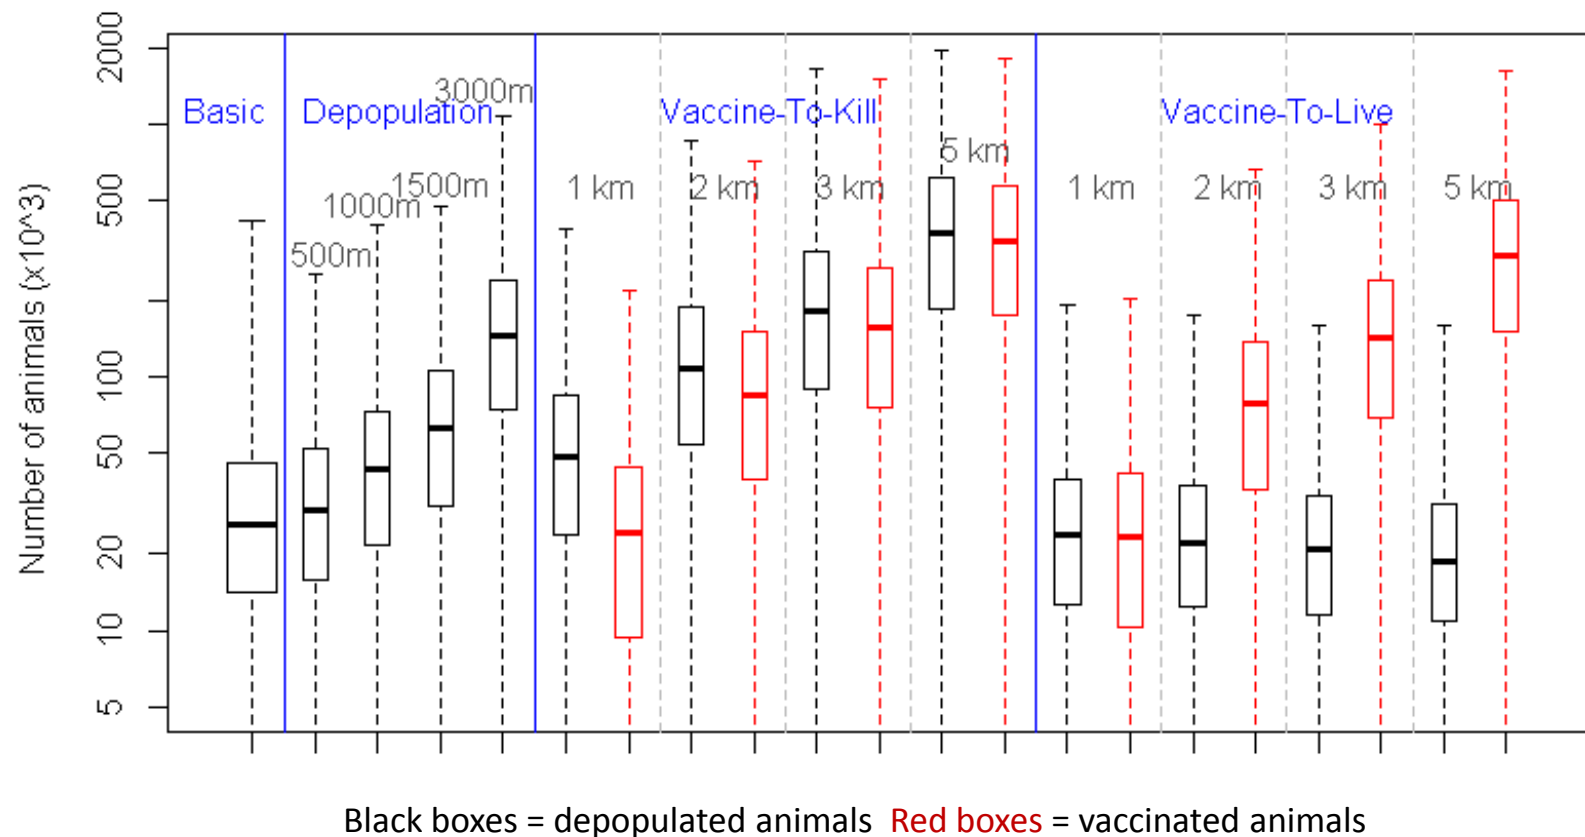 Number of animals (x10^3)
2000
500
100
50
20
10
5
Basic
Depopulation
Vaccine-To-Kill
Vaccine-To-Live
500m
1000m
1500m
3000m
1 km
2 km
3 km
5 km
1 km
2 km
3 km
5 km
Black boxes = depopulated animals Red boxes = vaccinated animals